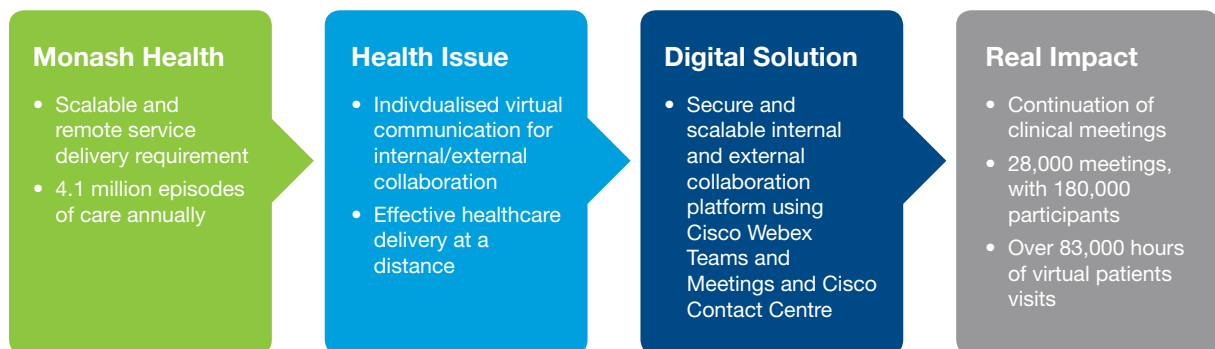 Monash Health
• Scalable and
remote service
delivery requirement
• 4.1 million episodes
of care annually
Health Issue
• Indivdualised virtual
communication for
internal/external
collaboration
• Effective healthcare
delivery at a
distance
Digital Solution
• Secure and
scalable internal
and external
collaboration
platform using
Cisco Webex
Teams and
Meetings and Cisco
Contact Centre
Real Impact
• Continuation of
clinical meetings
• 28,000 meetings,
with 180,000
participants
• Over 83,000 hours
of virtual patients
visits